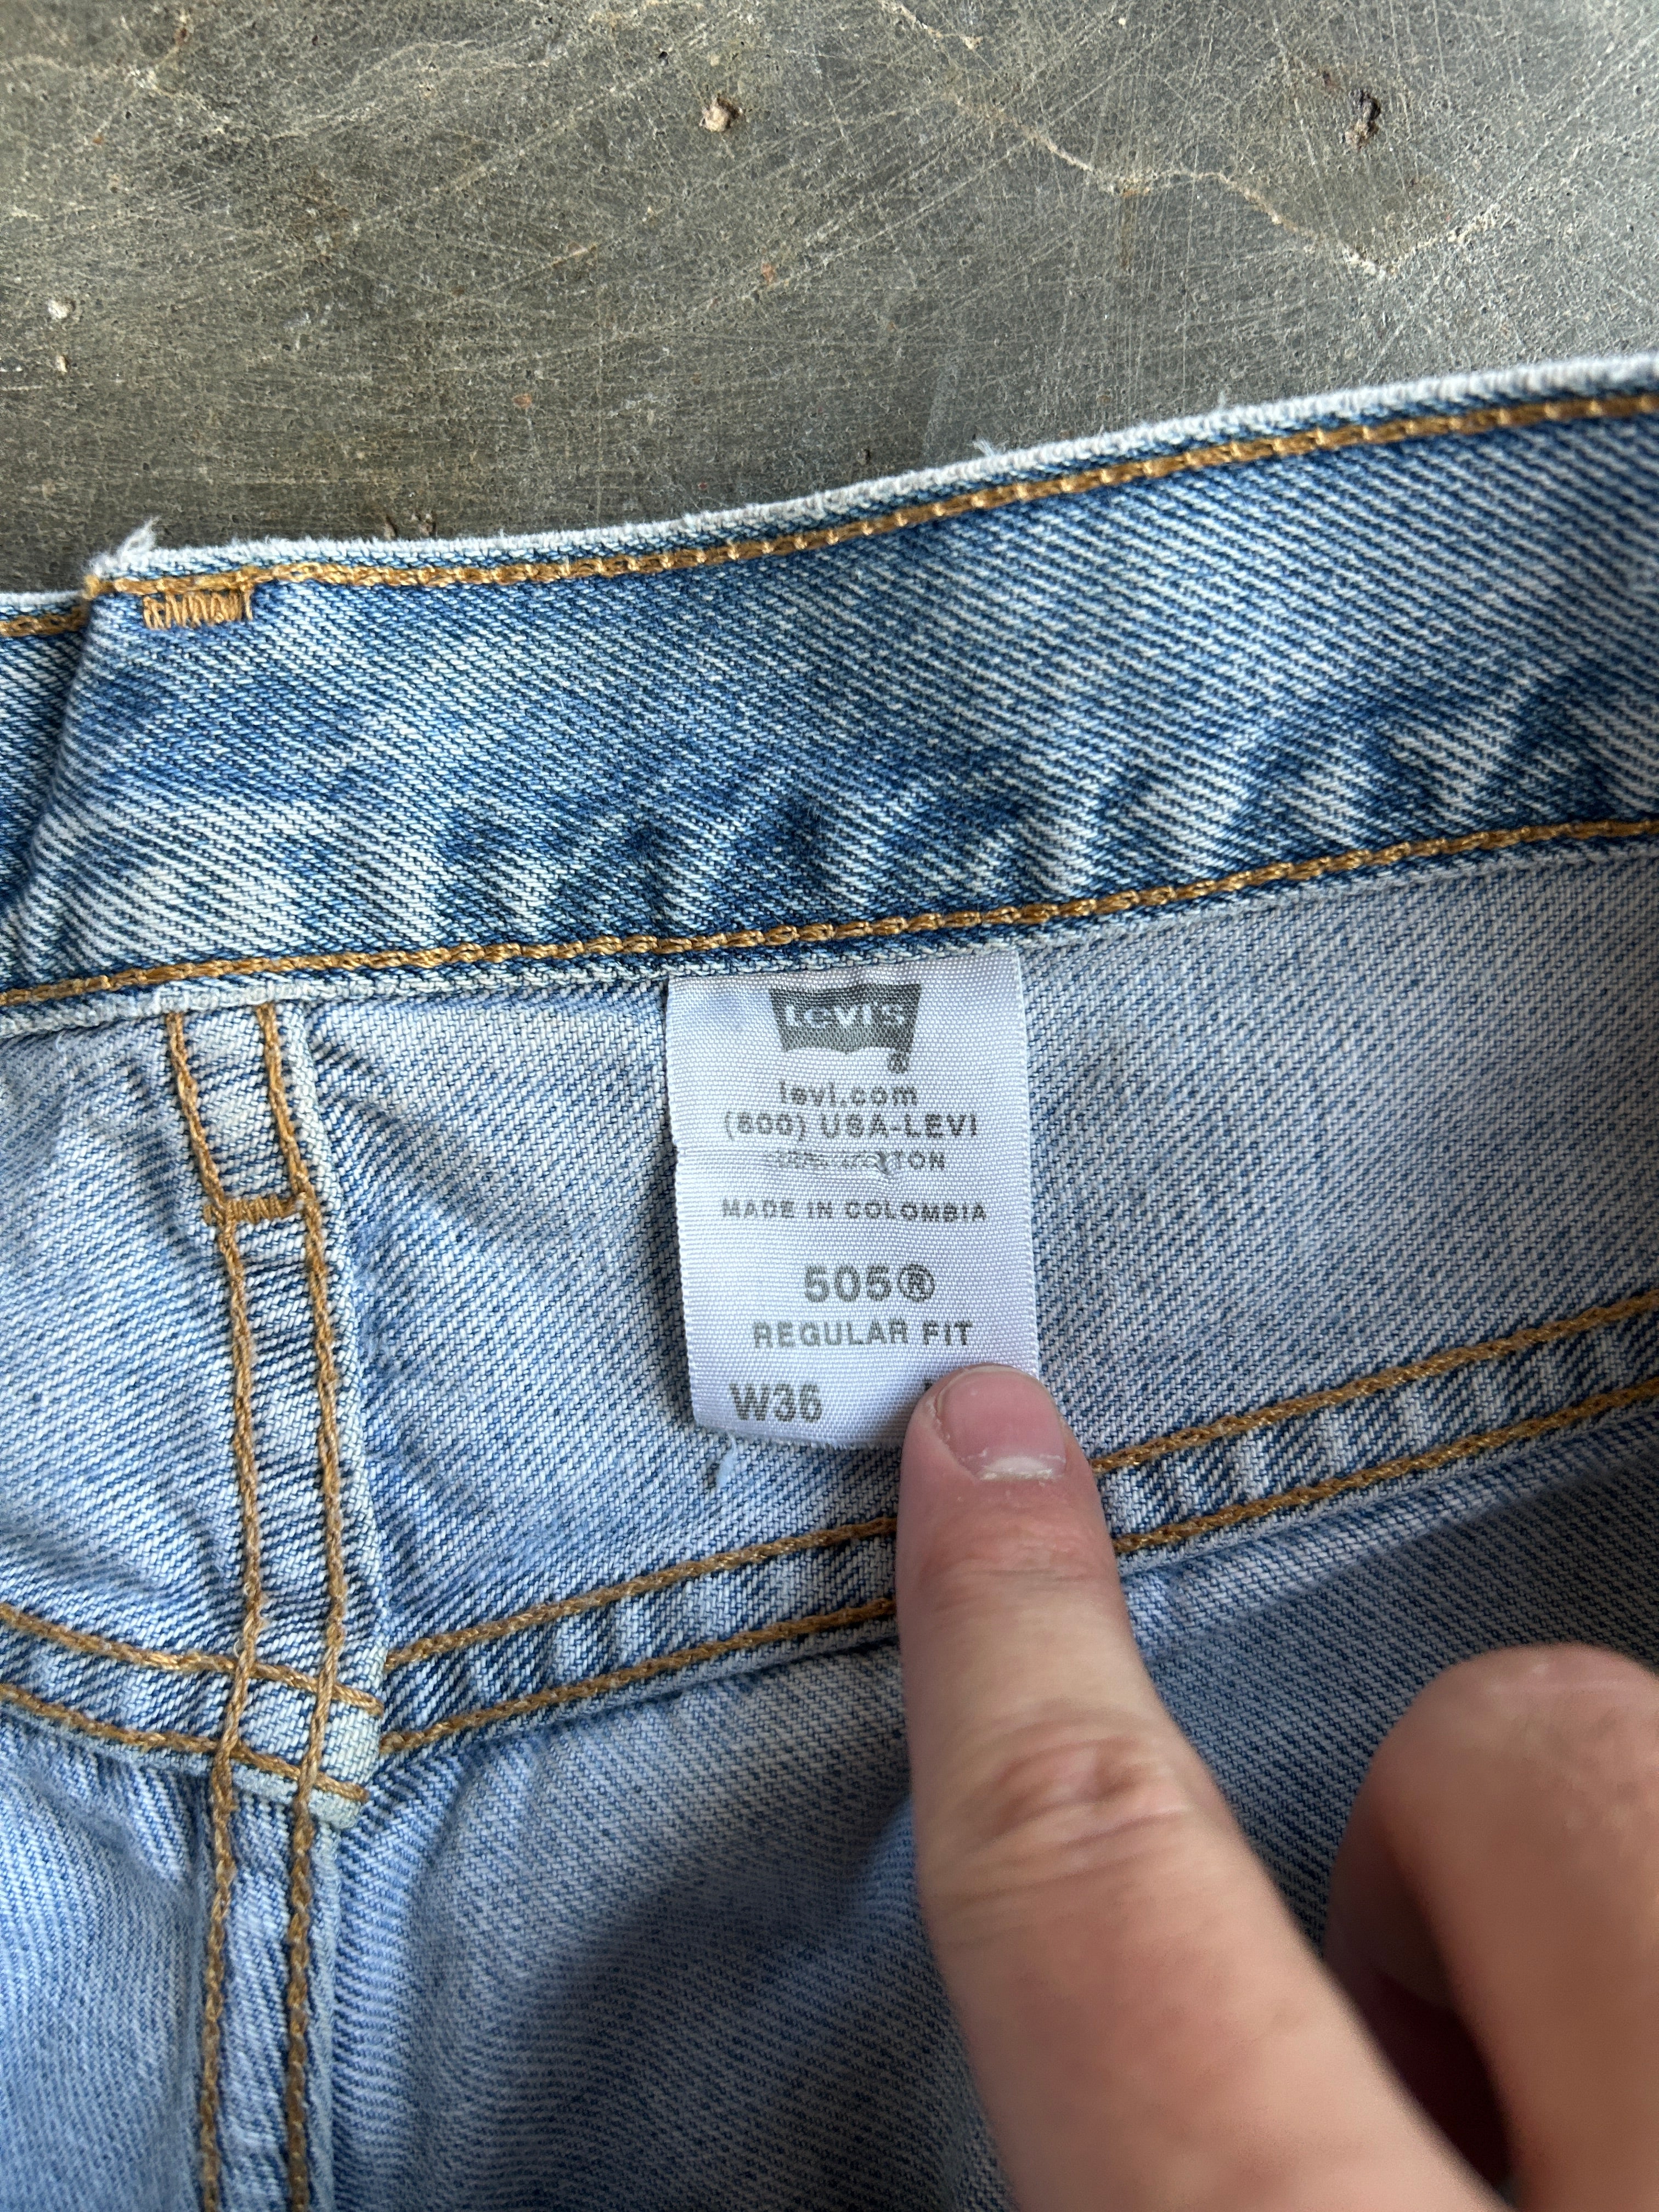 Levi's
levi.com
(800) USA-LEVI
MADE IN COLOMBIA
505®
REGULAR FIT
W36